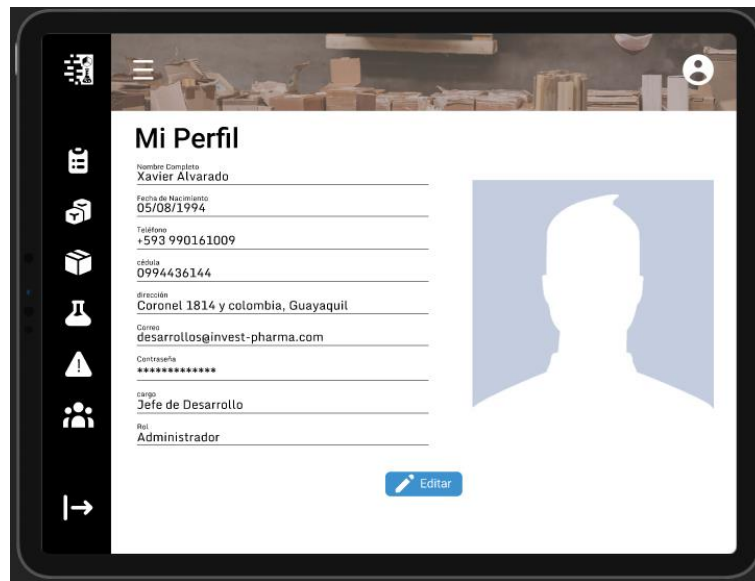 Mi Perfil
Nombre Completo
Xavier Alvarado
Fecha de Nacimiento
05/08/1994
Teléfono
+593 990161009
cédula
0994436144
dirección
Coronel 1814 y colombia, Guayaquil
Correo
desarrollos@invest-pharma.com
Contraseña
*************
cargo
Jefe de Desarrollo
Rol
Administrador
Editar